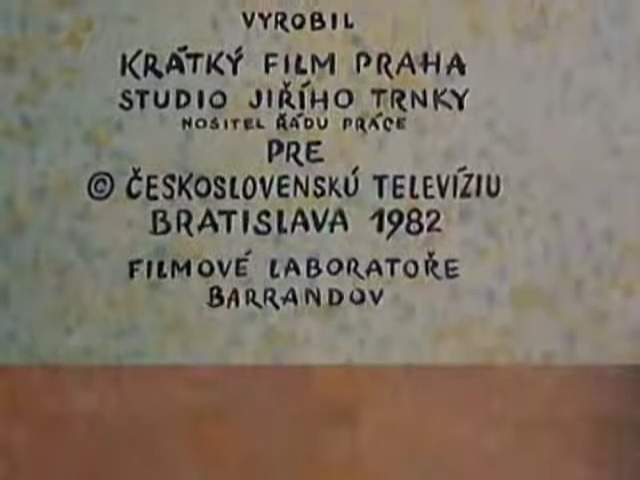 VYROBIL
KRÁTKÝ FILM PRAHA
STUDIO JIŘÍHO TRNKY
NOSITEL ŘÁDU PRÁCE
PRE
© ČESKOSLOVENSKÚ TELEVÍZIU
BRATISLAVA 1982
FILMOVÉ LABORATOŘE
BARRANDOV